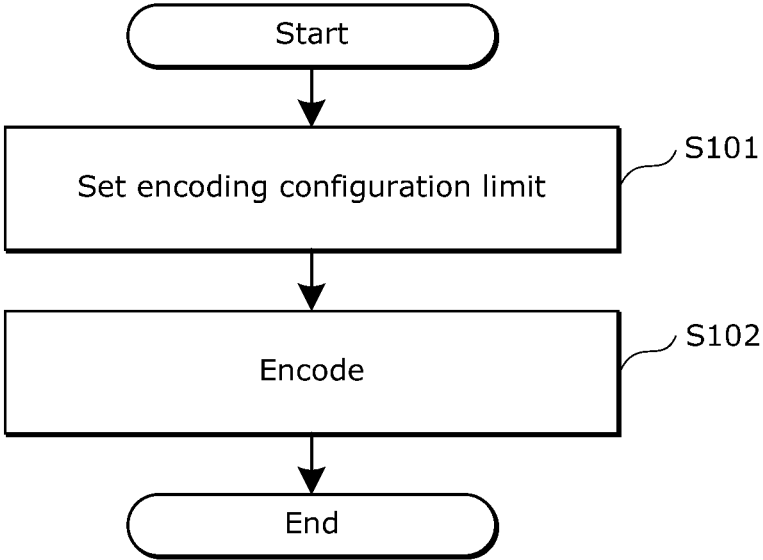 Start
S101
Set encoding configuration limit
S102
Encode
End